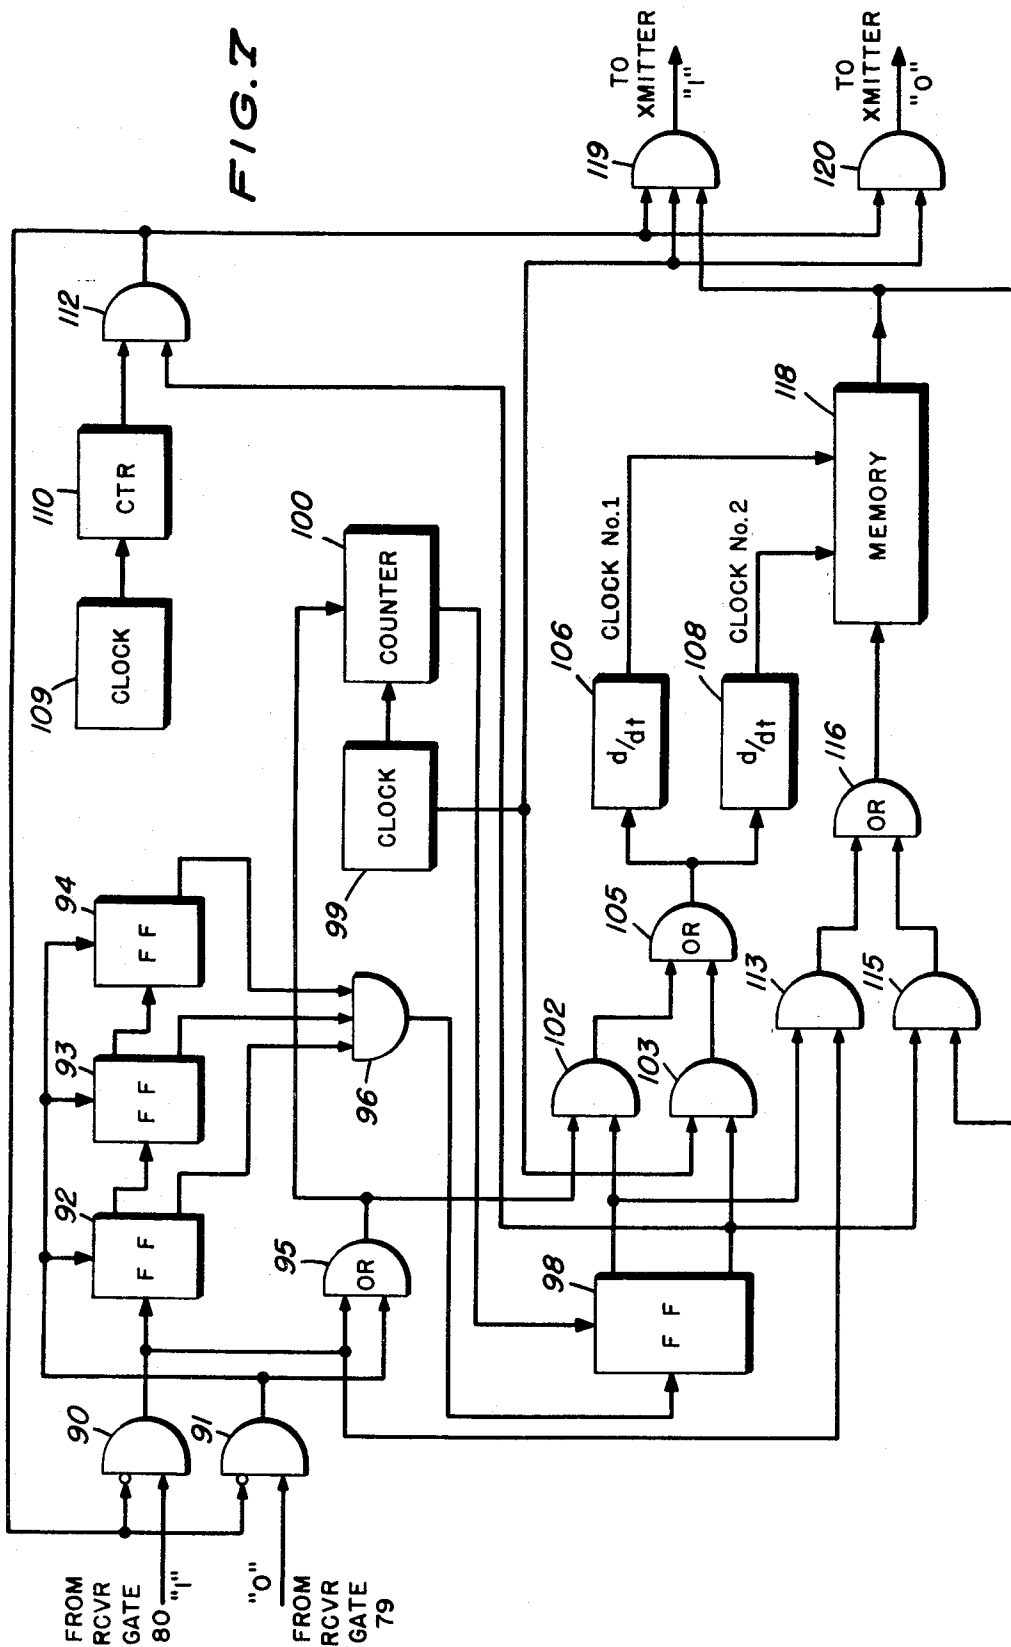 FIG. 7
FROM
RCVR
GATE
80 "1"
"0"
FROM
RCVR
GATE
79
90
91
92
FF
93
FF
94
FF
95
OR
96
109
CLOCK
110
CTR
112
99
CLOCK
100
COUNTER
98
FF
102
103
105
OR
106
d/dt
108
d/dt
CLOCK No.1
CLOCK No.2
113
115
116
OR
118
MEMORY
119
TO
XMITTER
"1"
120
TO
XMITTER
"0"